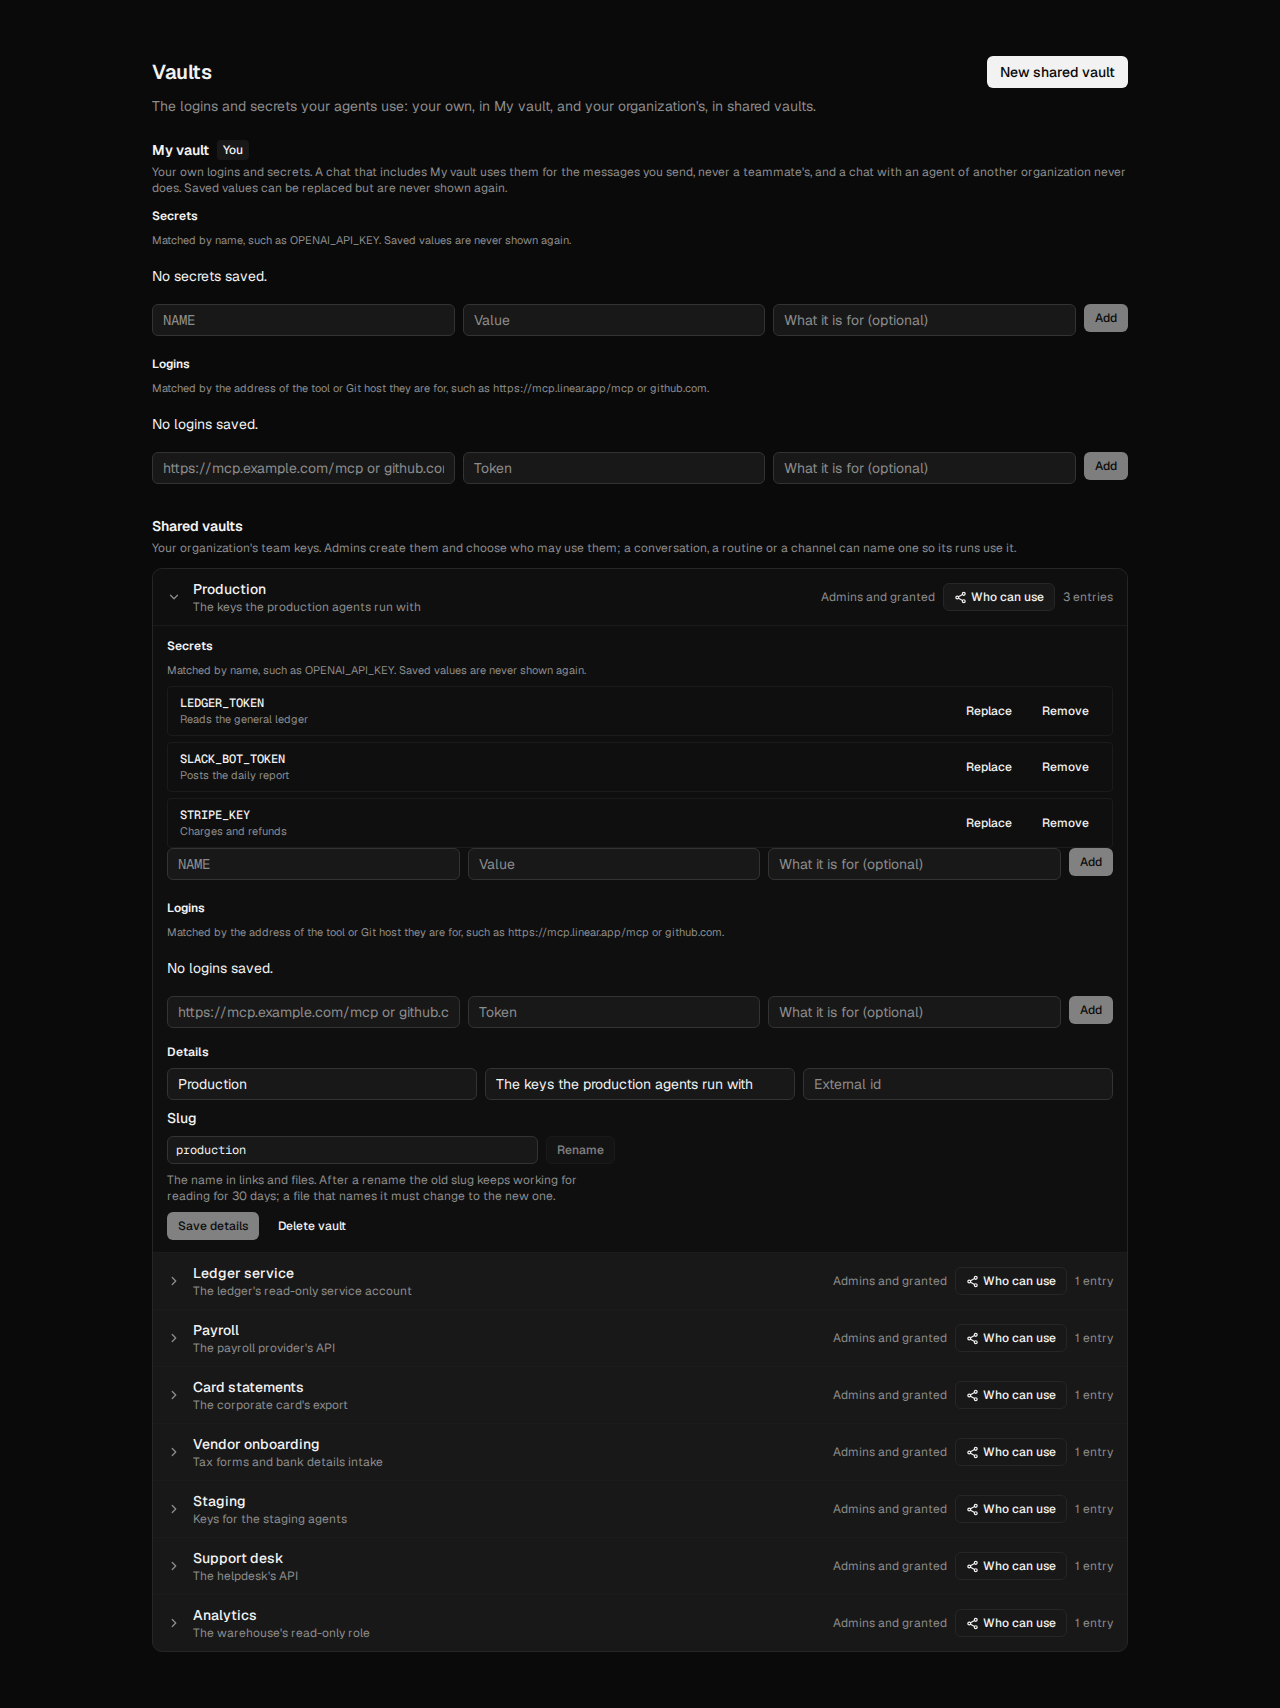 Vaults
New shared vault
The logins and secrets your agents use: your own, in My vault, and your organization's, in shared vaults.
My vault You
Your own logins and secrets. A chat that includes My vault uses them for the messages you send, never a teammate's, and a chat with an agent of another organization never
does. Saved values can be replaced but are never shown again.
Secrets
Matched by name, such as OPENAI_API_KEY. Saved values are never shown again.
No secrets saved.
NAME Value What it is for (optional) Add
Logins
Matched by the address of the tool or Git host they are for, such as https://mcp.linear.app/mcp or github.com.
No logins saved.
https://mcp.example.com/mcp or github.co Token What it is for (optional) Add
Shared vaults
Your organization's team keys. Admins create them and choose who may use them; a conversation, a routine or a channel can name one so its runs use it.
Production
The keys the production agents run with
Admins and granted Who can use 3 entries
Secrets
Matched by name, such as OPENAI_API_KEY. Saved values are never shown again.
LEDGER_TOKEN
Reads the general ledger
Replace Remove
SLACK_BOT_TOKEN
Posts the daily report
Replace Remove
STRIPE_KEY
Charges and refunds
Replace Remove
NAME Value What it is for (optional) Add
Logins
Matched by the address of the tool or Git host they are for, such as https://mcp.linear.app/mcp or github.com.
No logins saved.
https://mcp.example.com/mcp or github.c Token What it is for (optional) Add
Details
Production The keys the production agents run with External id
Slug
production Rename
The name in links and files. After a rename the old slug keeps working for
reading for 30 days; a file that names it must change to the new one.
Save details Delete vault
Ledger service
The ledger's read-only service account
Admins and granted Who can use 1 entry
Payroll
The payroll provider's API
Admins and granted Who can use 1 entry
Card statements
The corporate card's export
Admins and granted Who can use 1 entry
Vendor onboarding
Tax forms and bank details intake
Admins and granted Who can use 1 entry
Staging
Keys for the staging agents
Admins and granted Who can use 1 entry
Support desk
The helpdesk's API
Admins and granted Who can use 1 entry
Analytics
The warehouse's read-only role
Admins and granted Who can use 1 entry